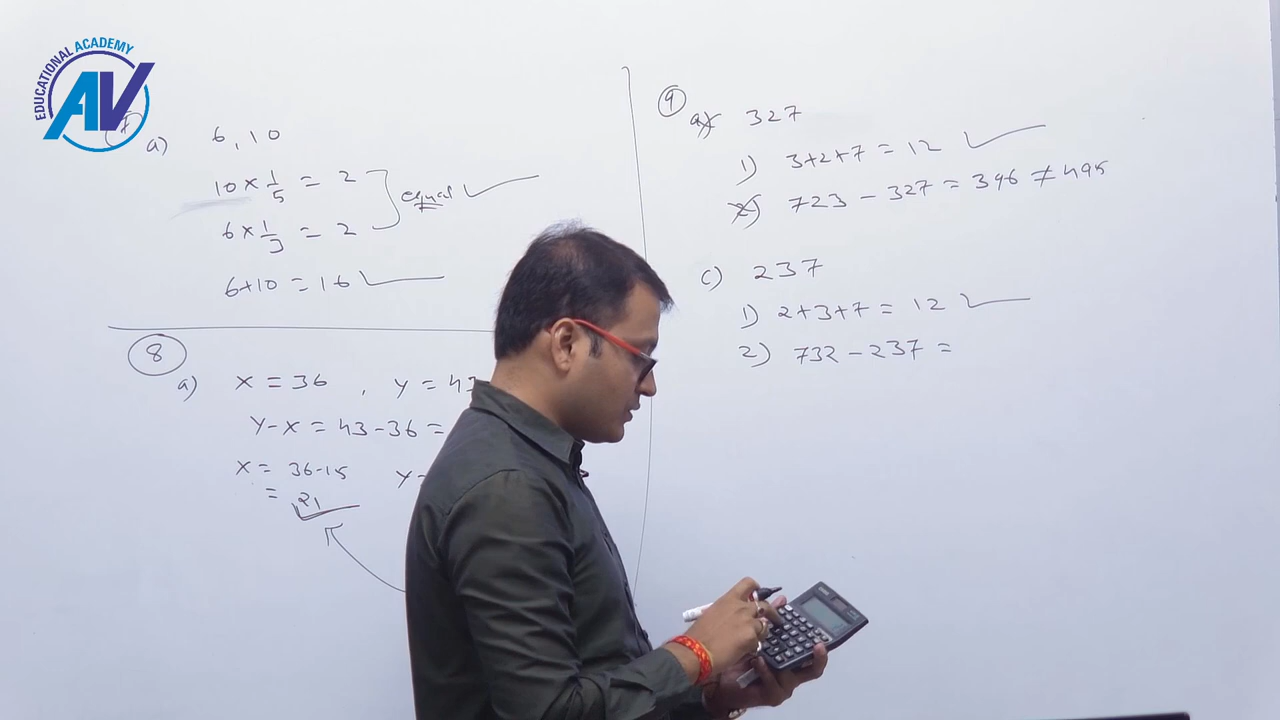 EDUCATIONAL ACADEMY
AV
a) 6, 10
10 × 1/5 = 2
equal
6 × 1/3 = 2
6+10 = 16
8
a) x = 36 , y = 43
y-x = 43-36 =
x = 36-15
= 21
y-
9
a) 327
1) 3+2+7 = 12
2) 723 - 327 = 396 ≠ 495
c) 237
1) 2+3+7 = 12
2) 732 - 237 =